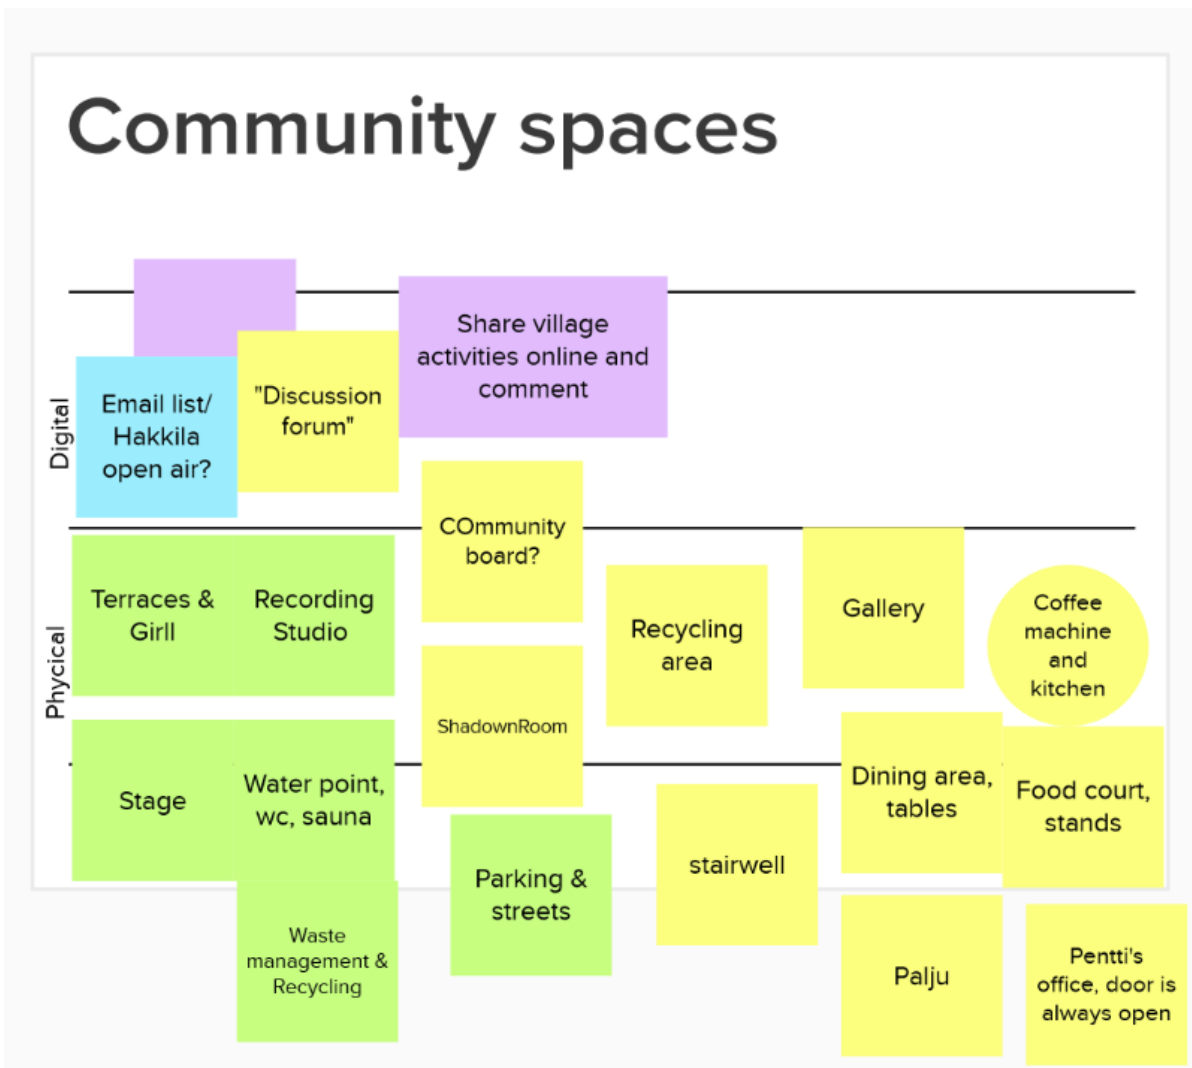 Community spaces
Digital
Email list/
Hakkila
open air?
"Discussion
forum"
Share village
activities online and
comment
Phycical
Terraces &
Girll
Recording
Studio
COmmunity
board?
Recycling
area
Gallery
Coffee
machine
and
kitchen
ShadownRoom
Stage
Water point,
wc, sauna
Dining area,
tables
Food court,
stands
Parking &
streets
stairwell
Waste
management &
Recycling
Palju
Pentti's
office, door is
always open